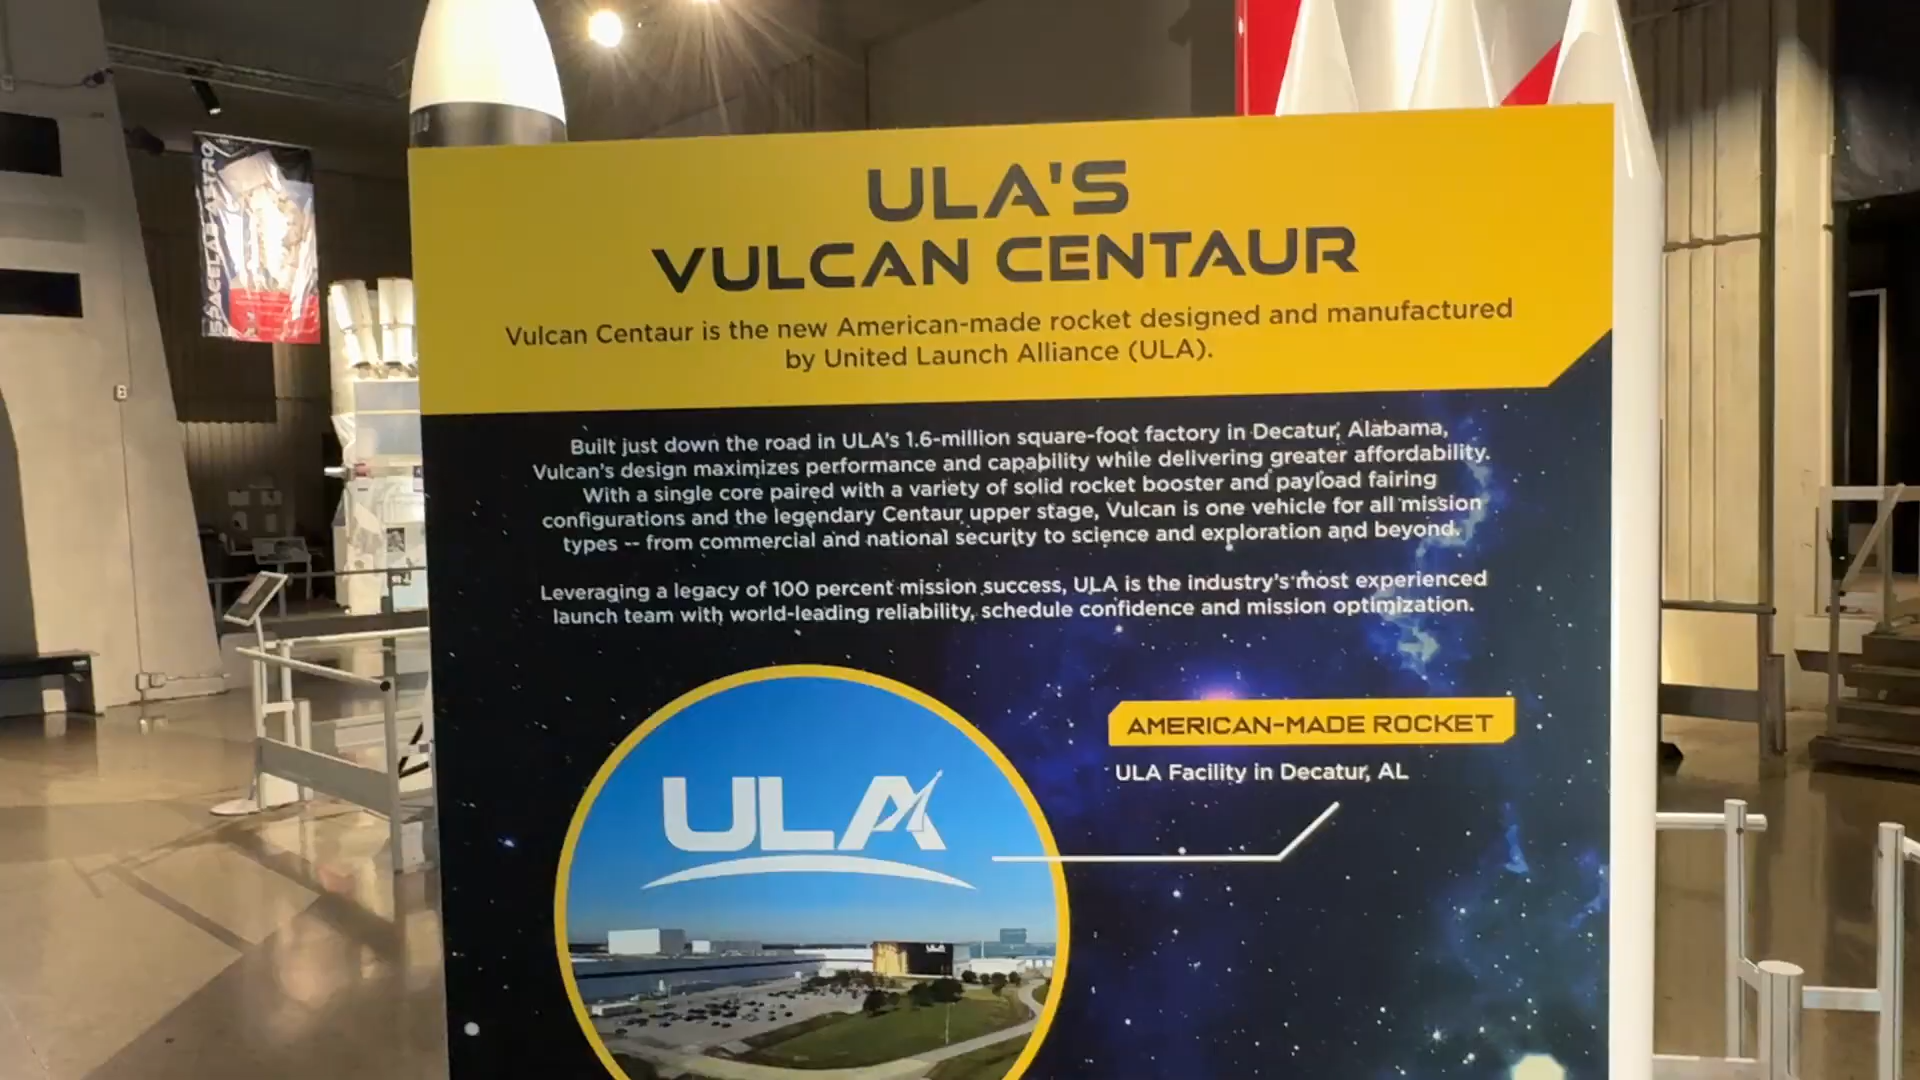 SPACELAB ASTRO
ULA'S
VULCAN CENTAUR
Vulcan Centaur is the new American-made rocket designed and manufactured
by United Launch Alliance (ULA).
Built just down the road in ULA's 1.6-million square-foot factory in Decatur, Alabama,
Vulcan's design maximizes performance and capability while delivering greater affordability.
With a single core paired with a variety of solid rocket booster and payload fairing
configurations and the legendary Centaur upper stage, Vulcan is one vehicle for all mission
types -- from commercial and national security to science and exploration and beyond.
Leveraging a legacy of 100 percent mission success, ULA is the industry's most experienced
launch team with world-leading reliability, schedule confidence and mission optimization.
AMERICAN-MADE ROCKET
ULA Facility in Decatur, AL
ULA
ULA